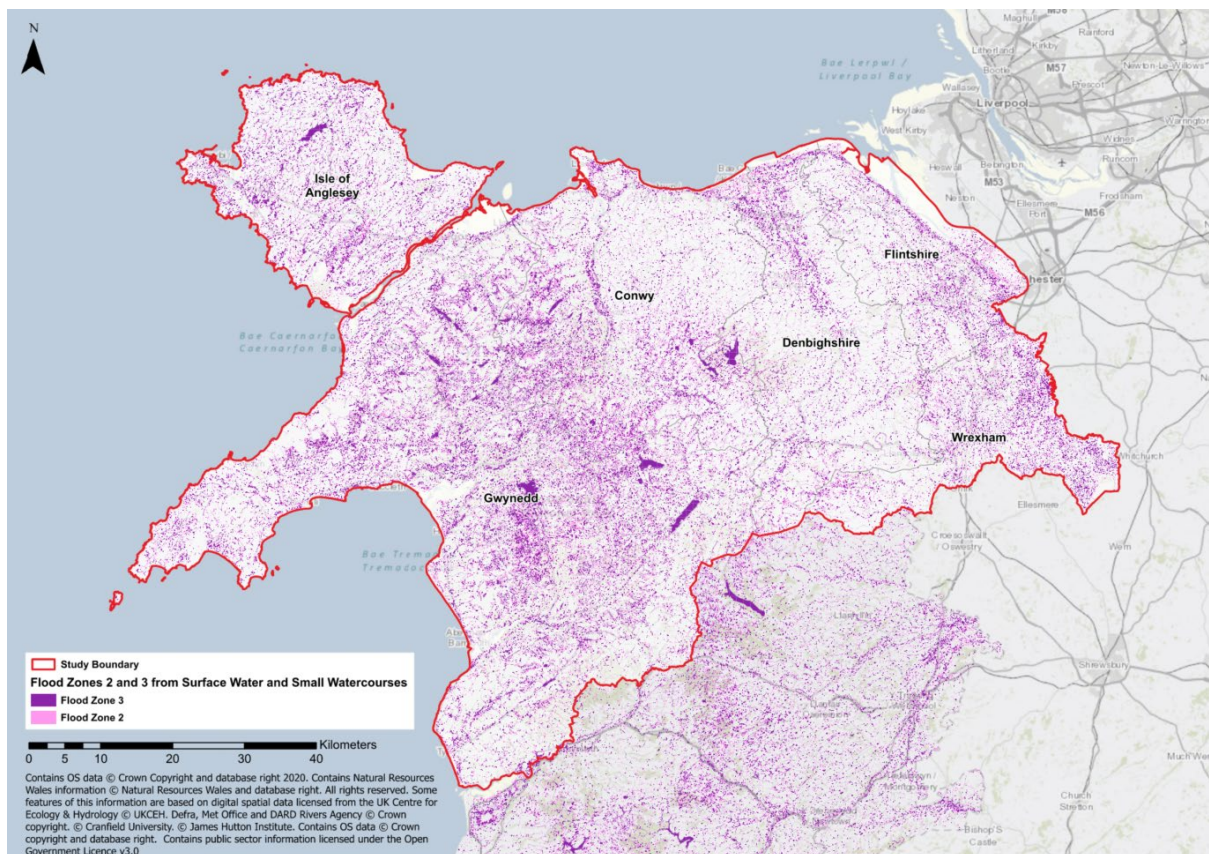 N
M58
Maghull
Rainford
Litherland
Kirkby
Bootle
M57
Newton-Le-Willows
Bae Lerpwl /
Liverpool Bay
Wallasey
Prescot
Hoylake
Liverpool
Warrington
West Kirby
Widnes
Birkenhead
Bebington
Runcorn
Heswall
M53
Neston
Ellesmere
Port
Frodsham
M56
Isle of
Anglesey
Flintshire
Conwy
Bae Caernarfon
Caernarfon Bay
Denbighshire
Wrexham
Whitchurch
Gwynedd
Ellesmere
Croesoswallt
/ Oswestry
Wem
Bae Trema
Tremadoc
Shrewsbury
Montgomery
Much Wen
Church
Stretton
Bishop'S
Castle
Study Boundary
Flood Zones 2 and 3 from Surface Water and Small Watercourses
Flood Zone 3
Flood Zone 2
Kilometers
0 5 10 20 30 40
Contains OS data © Crown Copyright and database right 2020. Contains Natural Resources
Wales information © Natural Resources Wales and database right. All rights reserved. Some
features of this information are based on digital spatial data licensed from the UK Centre for
Ecology & Hydrology © UKCEH. Defra, Met Office and DARD Rivers Agency © Crown
copyright. © Cranfield University. © James Hutton Institute. Contains OS data © Crown
copyright and database right. Contains public sector information licensed under the Open
Government Licence v3.0